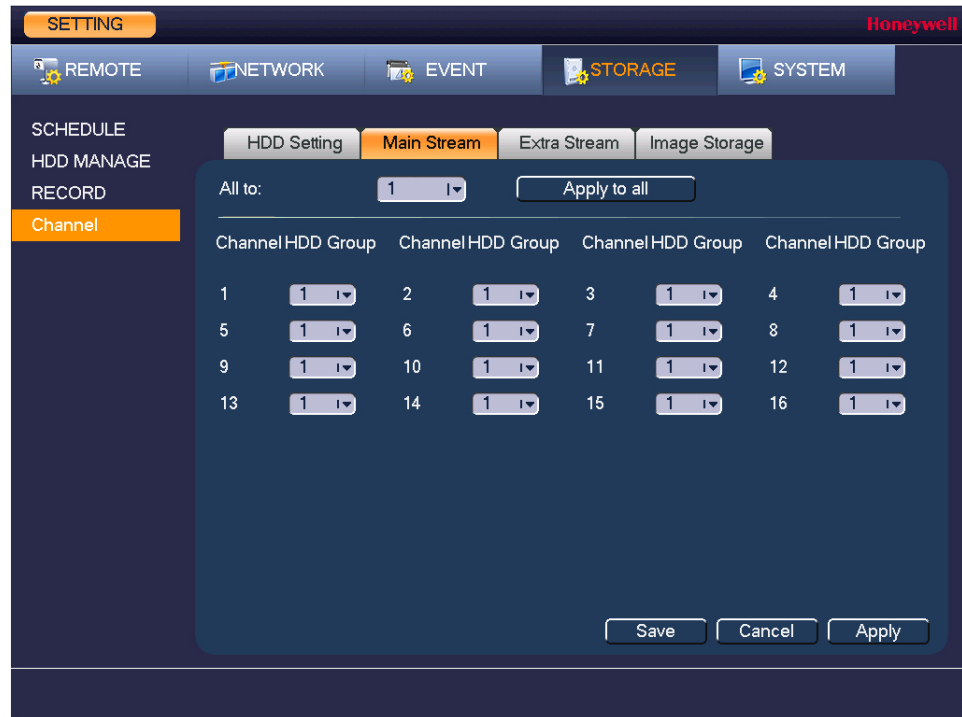 SETTING
Honeywell
REMOTE NETWORK EVENT STORAGE SYSTEM
SCHEDULE
HDD MANAGE
RECORD
Channel
HDD Setting Main Stream Extra Stream Image Storage
All to: 1 Apply to all
Channel HDD Group Channel HDD Group Channel HDD Group Channel HDD Group
1 1 2 1 3 1 4 1
5 1 6 1 7 1 8 1
9 1 10 1 11 1 12 1
13 1 14 1 15 1 16 1
Save Cancel Apply